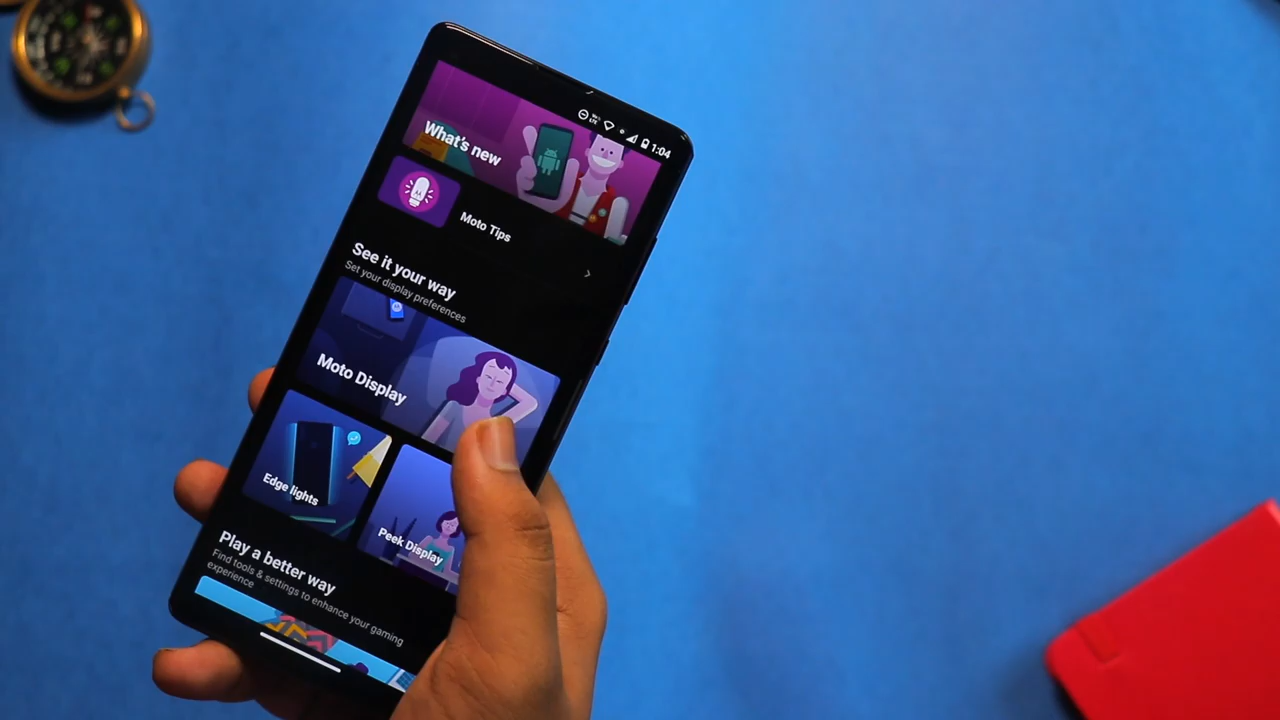 1:04
What's new
Moto Tips
See it your way
Set your display preferences
Moto Display
Edge lights
Peek Display
Play a better way
Find tools & settings to enhance your gaming
experience